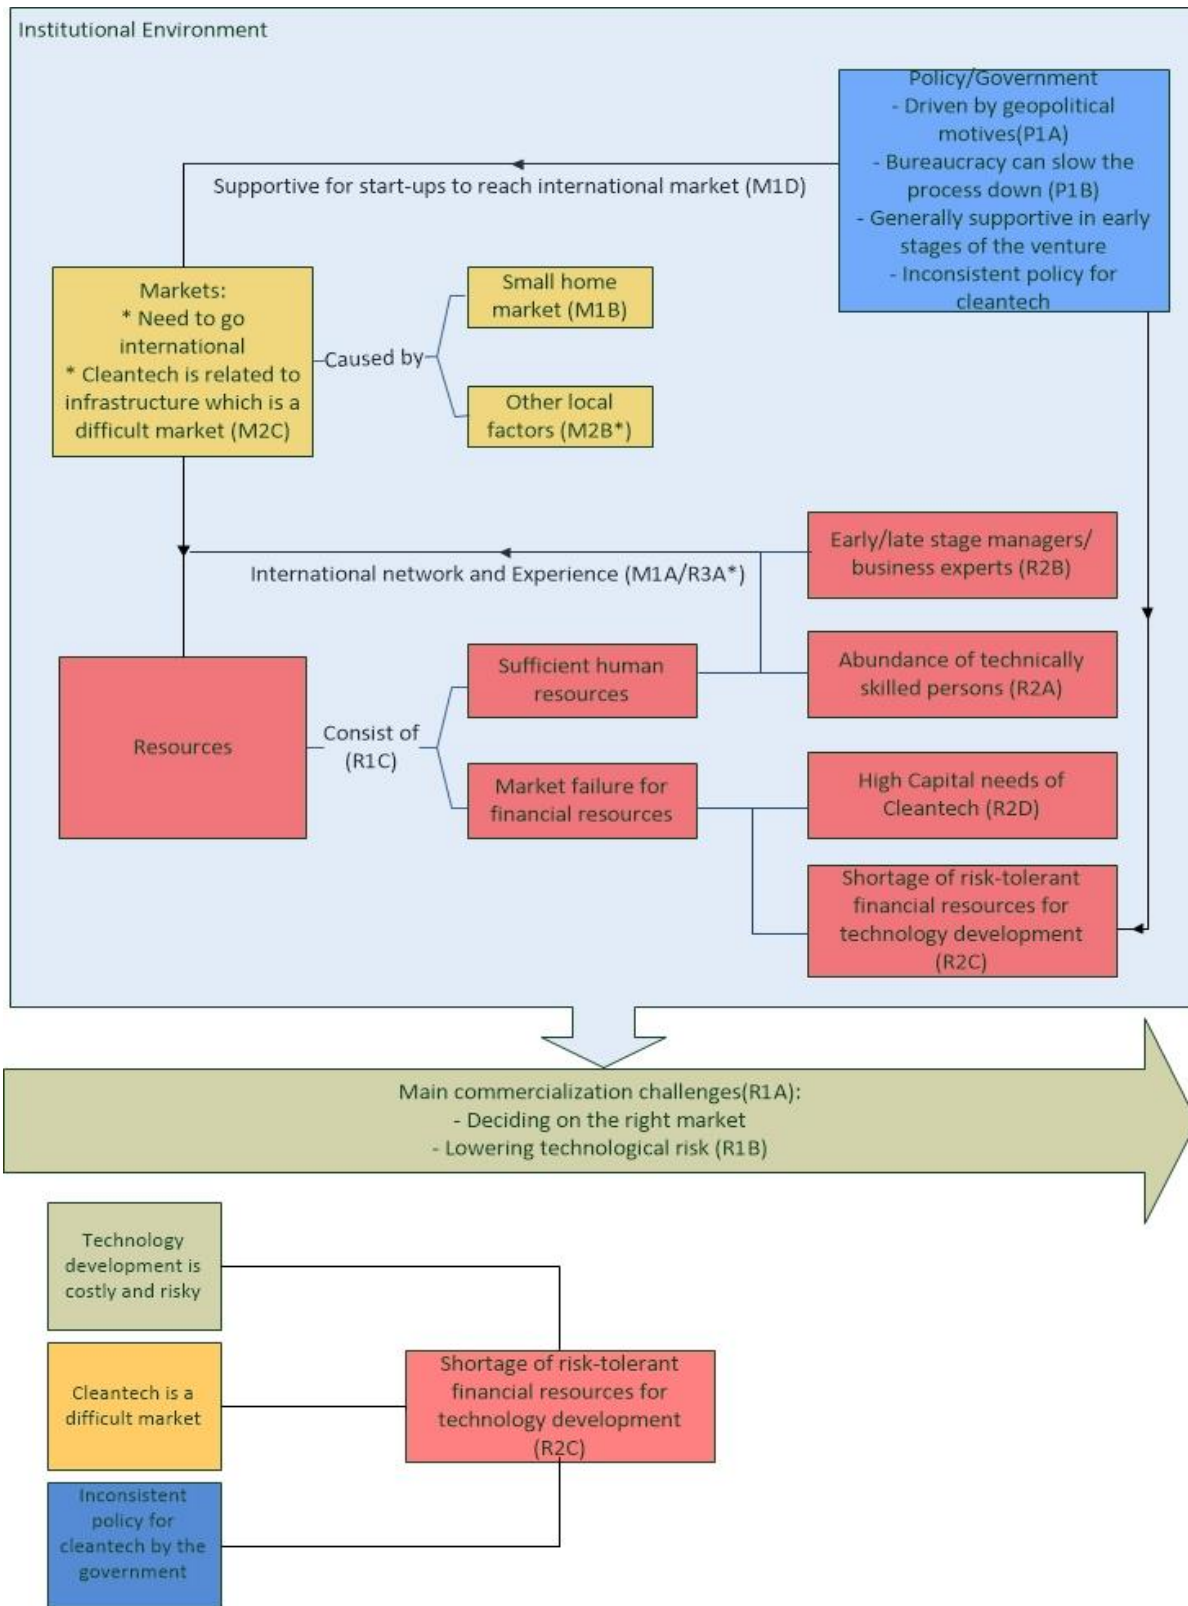 Institutional Environment
Policy/Government
- Driven by geopolitical
motives(P1A)
- Bureaucracy can slow the
process down (P1B)
- Generally supportive in early
stages of the venture
- Inconsistent policy for
cleantech
Supportive for start-ups to reach international market (M1D)
Markets:
* Need to go
international
* Cleantech is related to
infrastructure which is a
difficult market (M2C)
Caused by
Small home
market (M1B)
Other local
factors (M2B*)
Early/late stage managers/
business experts (R2B)
International network and Experience (M1A/R3A*)
Abundance of technically
skilled persons (R2A)
Sufficient human
resources
Resources
Consist of
(R1C)
Market failure for
financial resources
High Capital needs of
Cleantech (R2D)
Shortage of risk-tolerant
financial resources for
technology development
(R2C)
Main commercialization challenges(R1A):
- Deciding on the right market
- Lowering technological risk (R1B)
Technology
development is
costly and risky
Cleantech is a
difficult market
Shortage of risk-tolerant
financial resources for
technology development
(R2C)
Inconsistent
policy for
cleantech by the
government